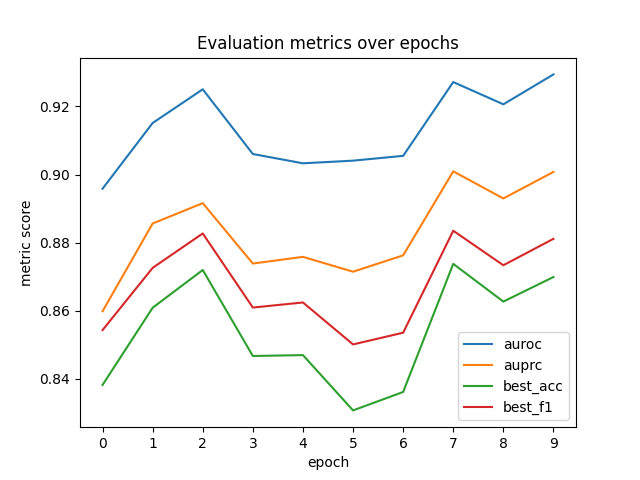 Evaluation metrics over epochs
metric score
0.92
0.90
0.88
0.86
0.84
auroc
auprc
best_acc
best_f1
0 1 2 3 4 5 6 7 8 9
epoch